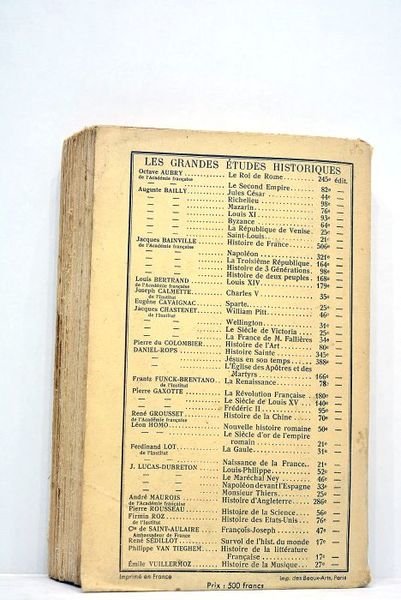 LES GRANDES ÉTUDES HISTORIQUES
Octave AUBRY .......... Le Roi de Rome .......... 245e édit.
de l'Académie française
— — .......... Le Second Empire .......... 82e —
Auguste BAILLY .......... Jules César .......... 44e —
— — .......... Richelieu .......... 98e —
— — .......... Mazarin .......... 76e —
— — .......... Louis XI .......... 93e —
— — .......... Byzance .......... 64e —
— — .......... La République de Venise 25e —
— — .......... Saint-Louis .......... 21e —
Jacques BAINVILLE .......... Histoire de France .......... 506e —
de l'Académie française
— — .......... Napoléon .......... 321e —
— — .......... La Troisième République. 164e —
— — .......... Histoire de 3 Générations. 98e —
— — .......... Histoire de deux peuples. 168e —
Louis BERTRAND .......... Louis XIV .......... 179e —
de l'Académie française
Joseph CALMETTE .......... Charles V .......... 35e —
de l'Institut
Eugène CAVAIGNAC .......... Sparte .......... 25e —
Jacques CHASTENET .......... William Pitt .......... 46e —
de l'Institut
— — .......... Wellington .......... 31e —
— — .......... Le Siècle de Victoria .... 25e —
— — .......... La France de M. Fallières 34e —
Pierre du COLOMBIER .......... Histoire de l'Art .......... 80e —
DANIEL-ROPS .......... Histoire Sainte .......... 345e —
— — .......... Jésus en son temps .......... 388e —
— — .......... L'Église des Apôtres et des
Martyrs .......... 166e —
Frantz FUNCK-BRENTANO.. La Renaissance .......... 78e —
de l'Institut
Pierre GAXOTTE .......... La Révolution Française . 180e —
— — .......... Le Siècle de Louis XV ... 140e —
— — .......... Frédéric II .......... 95e —
René GROUSSET .......... Histoire de la Chine .......... 70e —
de l'Académie française
Léon HOMO .......... Nouvelle histoire romaine 50e —
— — .......... Le Siècle d'or de l'empire
romain .......... 21e —
Ferdinand LOT .......... La Gaule .......... 31e —
de l'Institut
— — .......... Naissance de la France.. 21e —
J. LUCAS-DUBRETON .......... Louis-Philippe .......... 52e —
— — .......... Le Maréchal Ney .......... 46e —
— — .......... Napoléon devant l'Espagne 33e —
— — .......... Monsieur Thiers .......... 25e —
André MAUROIS .......... Histoire d'Angleterre .......... 286e —
de l'Académie française
Pierre ROUSSEAU .......... Histoire de la Science .... 56e —
Firmin ROZ .......... Histoire des Etats-Unis .. 76e —
de l'Institut
Cte de SAINT-AULAIRE .... François-Joseph .......... 47e —
Ambassadeur de France
René SÉDILLOT .......... Survol de l'hist. du monde 17e —
Philippe VAN TIEGHEM .... Histoire de la littérature
Française .......... 17e —
Émile VUILLERMOZ .......... Histoire de la Musique ... 27e —
Imprimé en France
Imp. des Beaux-Arts, Paris
Prix : 500 francs